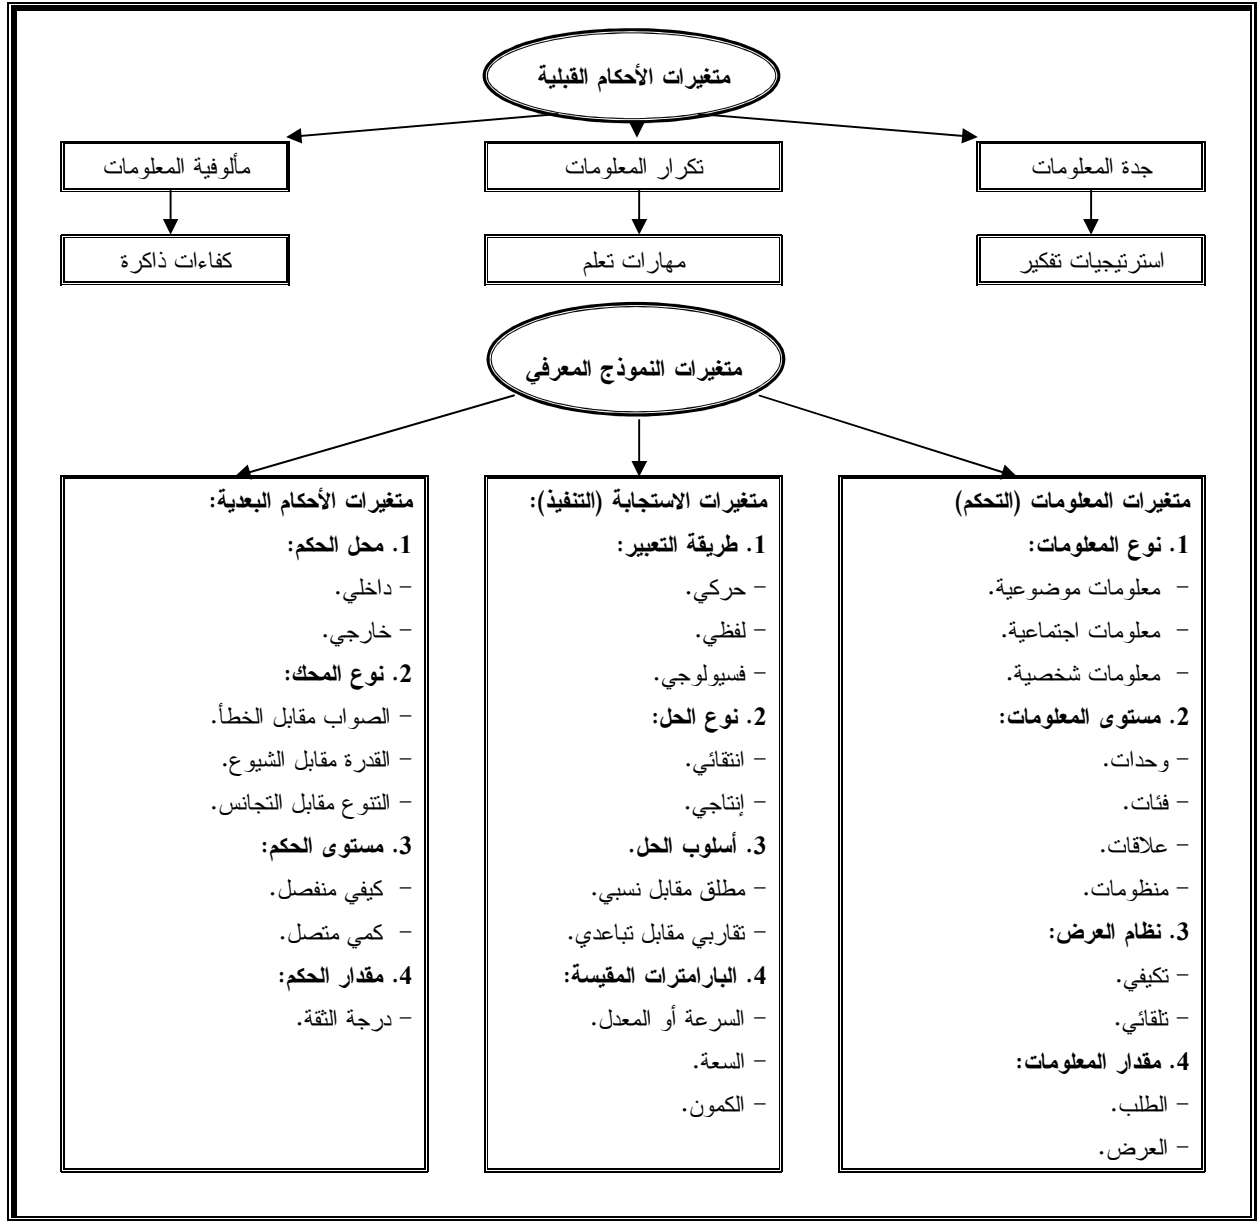 متغيرات الأحكام القبلية
جدة المعلومات
تكرار المعلومات
مألوفية المعلومات
استرتيجيات تفكير
مهارات تعلم
كفاءات ذاكرة
متغيرات النموذج المعرفي
متغيرات المعلومات (التحكم)
1. نوع المعلومات:
- معلومات موضوعية.
- معلومات اجتماعية.
- معلومات شخصية.
2. مستوى المعلومات:
- وحدات.
- فئات.
- علاقات.
- منظومات.
3. نظام العرض:
- تكيفي.
- تلقائي.
4. مقدار المعلومات:
- الطلب.
- العرض.
متغيرات الاستجابة (التنفيذ):
1. طريقة التعبير:
- حركي.
- لفظي.
- فسيولوجي.
2. نوع الحل:
- انتقائي.
- إنتاجي.
3. أسلوب الحل.
- مطلق مقابل نسبي.
- تقاربي مقابل تباعدي.
4. البارامترات المقيسة:
- السرعة أو المعدل.
- السعة.
- الكمون.
متغيرات الأحكام البعدية:
1. محل الحكم:
- داخلي.
- خارجي.
2. نوع المحك:
- الصواب مقابل الخطأ.
- القدرة مقابل الشيوع.
- التنوع مقابل التجانس.
3. مستوى الحكم:
- كيفي منفصل.
- كمي متصل.
4. مقدار الحكم:
- درجة الثقة.